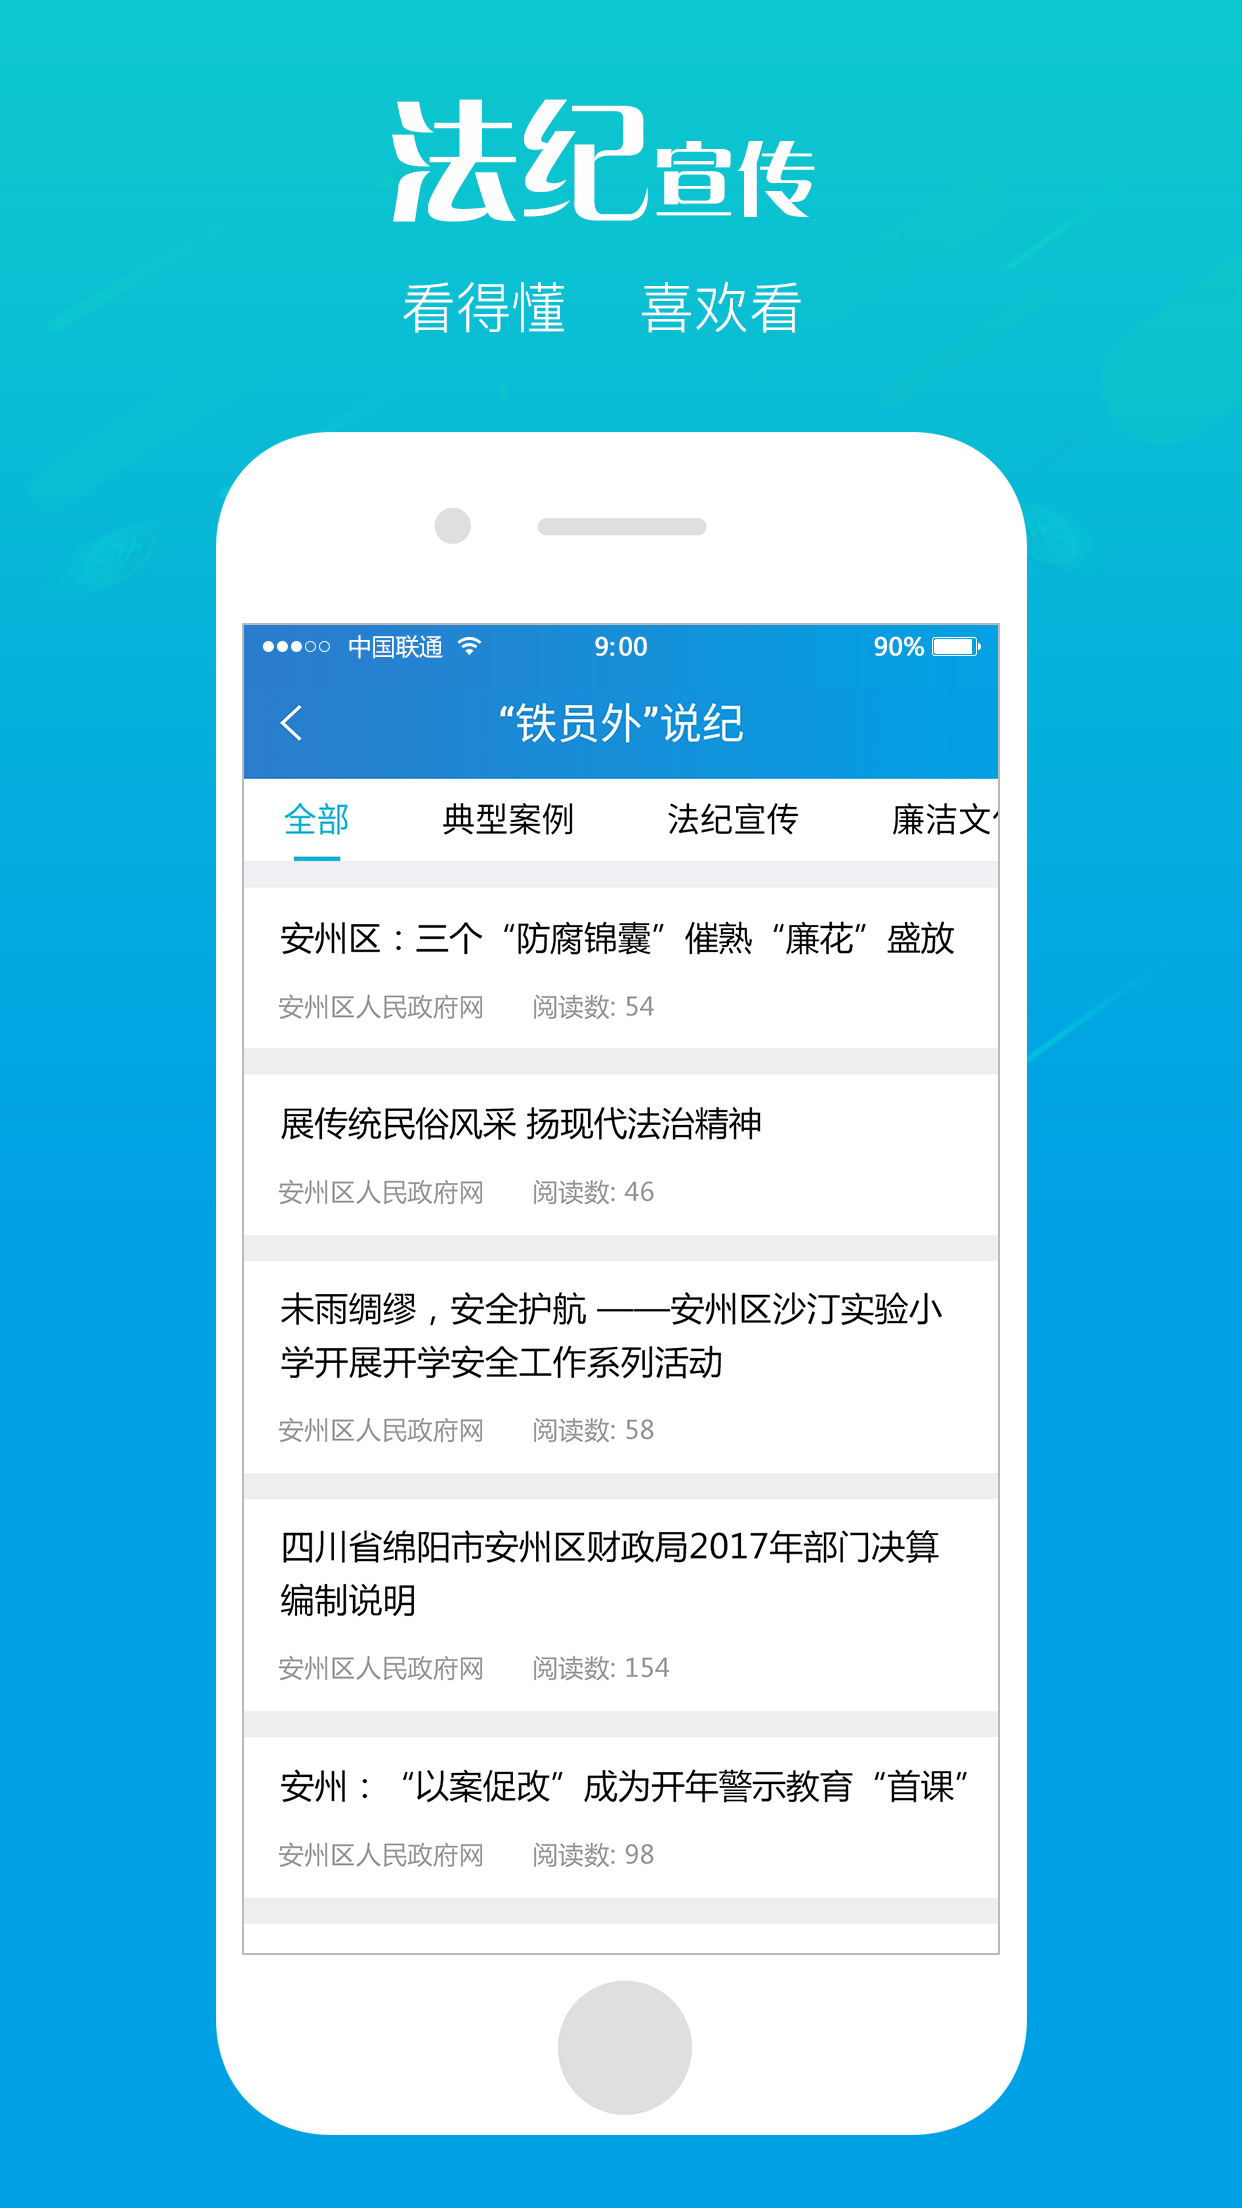 法纪宣传
看得懂 喜欢看
中国联通 9:00 90%
“铁员外”说纪
全部 典型案例 法纪宣传 廉洁文
安州区：三个“防腐锦囊”催熟“廉花”盛放
安州区人民政府网 阅读数: 54
展传统民俗风采 扬现代法治精神
安州区人民政府网 阅读数: 46
未雨绸缪，安全护航 ——安州区沙汀实验小
学开展开学安全工作系列活动
安州区人民政府网 阅读数: 58
四川省绵阳市安州区财政局2017年部门决算
编制说明
安州区人民政府网 阅读数: 154
安州：“以案促改”成为开年警示教育“首课”
安州区人民政府网 阅读数: 98